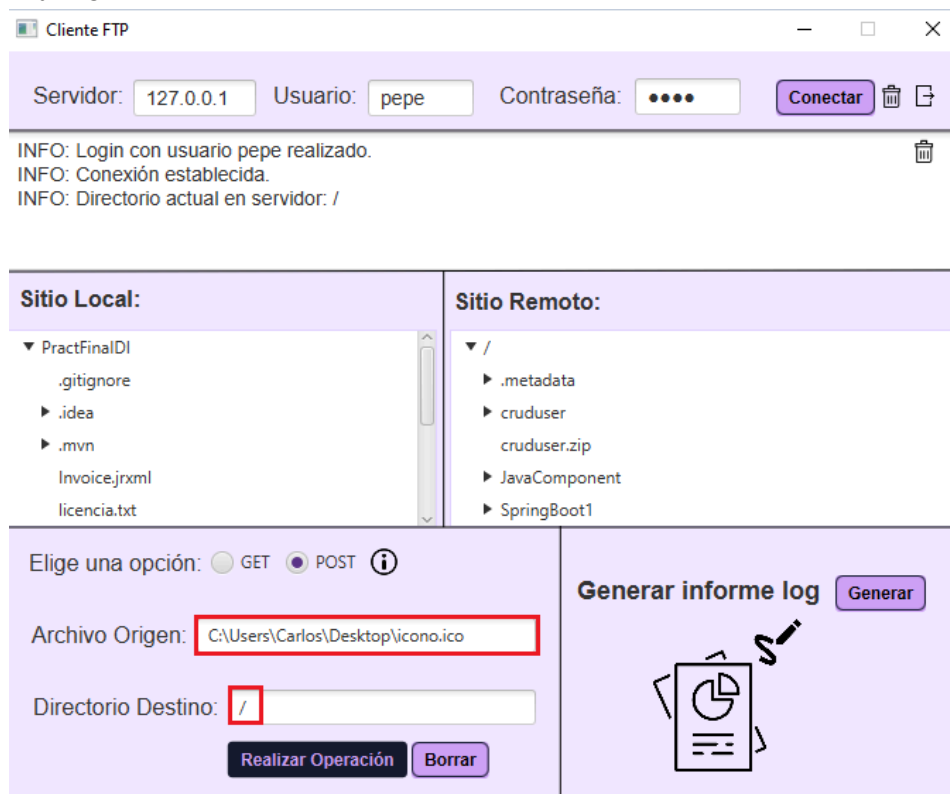 Cliente FTP
Servidor: 127.0.0.1 Usuario: pepe Contraseña: •••• Conectar
INFO: Login con usuario pepe realizado.
INFO: Conexión establecida.
INFO: Directorio actual en servidor: /
Sitio Local:
PractFinalDI
.gitignore
.idea
.mvn
Invoice.jrxml
licencia.txt
Sitio Remoto:
/
.metadata
cruduser
cruduser.zip
JavaComponent
SpringBoot1
Elige una opción: GET POST
Archivo Origen: C:\Users\Carlos\Desktop\icono.ico
Directorio Destino: /
Realizar Operación Borrar
Generar informe log Generar